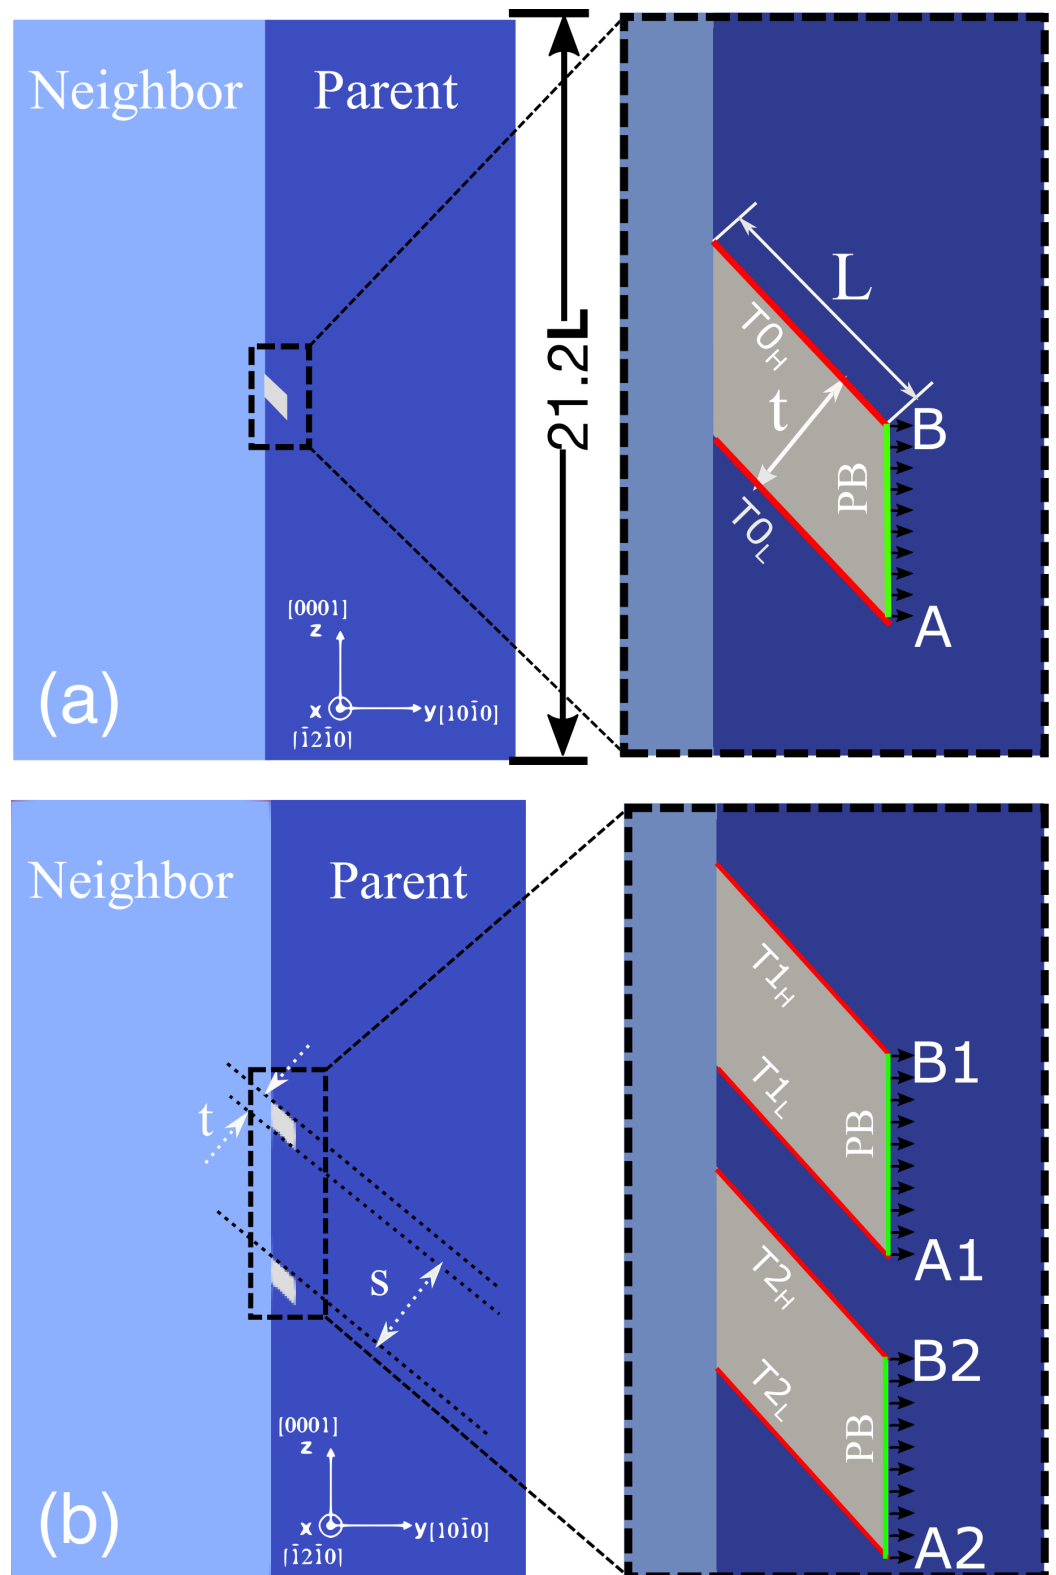 Neighbor Parent
21.2L
L
T0H
t
T0L
PB
B
A
[0001]
z
x
y[101̄0]
[1̄21̄0]
(a)
Neighbor Parent
t
s
T1H
T1L
PB
B1
A1
T2H
T2L
PB
B2
A2
[0001]
z
x
y[101̄0]
[1̄21̄0]
(b)